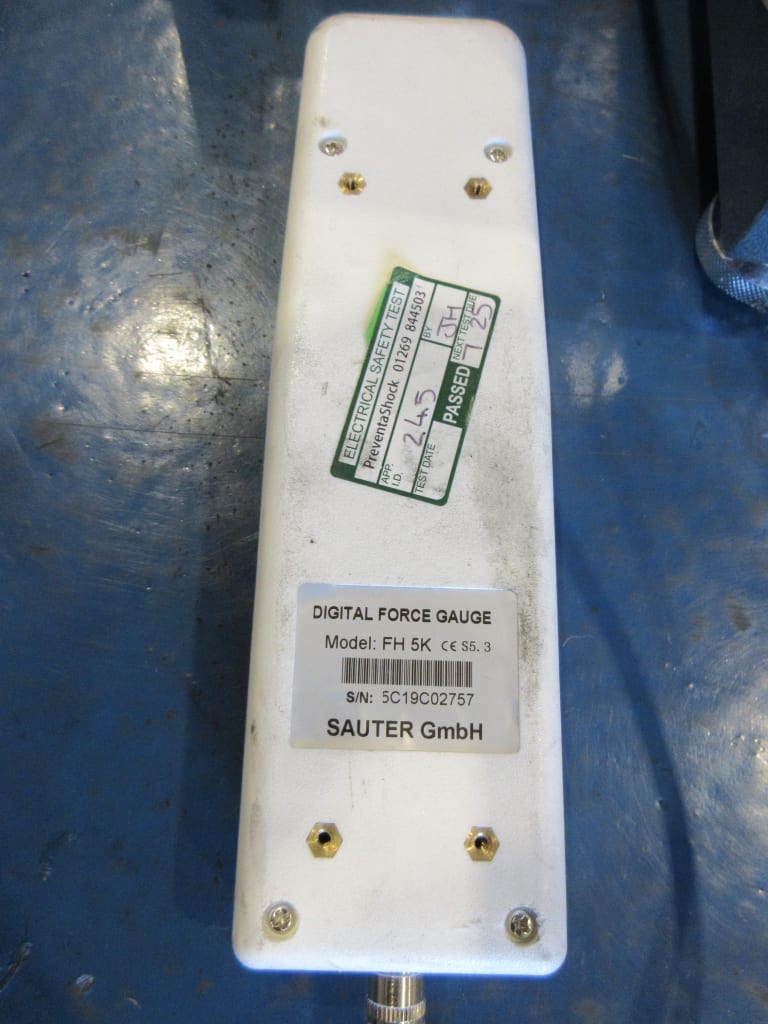 ELECTRICAL SAFETY TEST
PreventaShock 01269 844503
APP. I.D. 245
BY JH
TEST DATE
PASSED
NEXT TEST DUE
7 25
DIGITAL FORCE GAUGE
Model: FH 5K CE S5.3
S/N: 5C19C02757
SAUTER GmbH